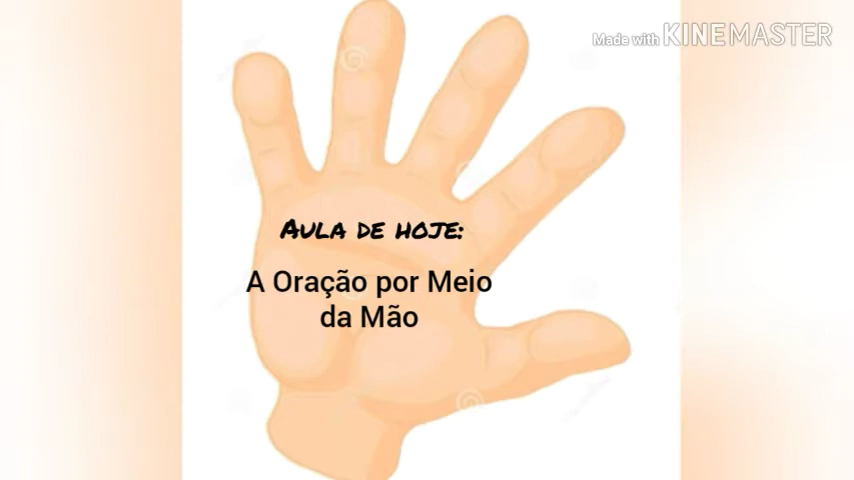 Made with KINEMASTER
Aula de hoje:
A Oração por Meio
da Mão